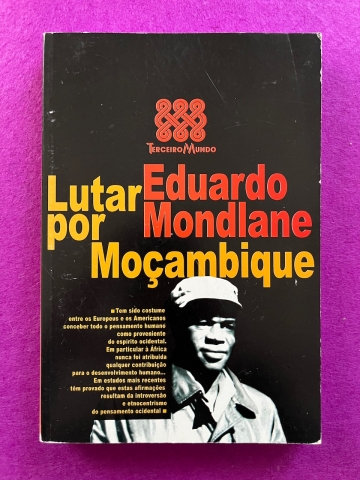 TERCEIRO MUNDO
Eduardo
Mondlane
Lutar
por
Moçambique
■ Tem sido costume
entre os Europeus e os Americanos
conceber todo o pensamento humano
como proveniente
do espírito ocidental.
Em particular à África
nunca foi atribuída
qualquer contribuição
para o desenvolvimento humano...
Em estudos mais recentes
têm provado que estas afirmações
resultam da introversão
e etnocentrismo
do pensamento ocidental ■